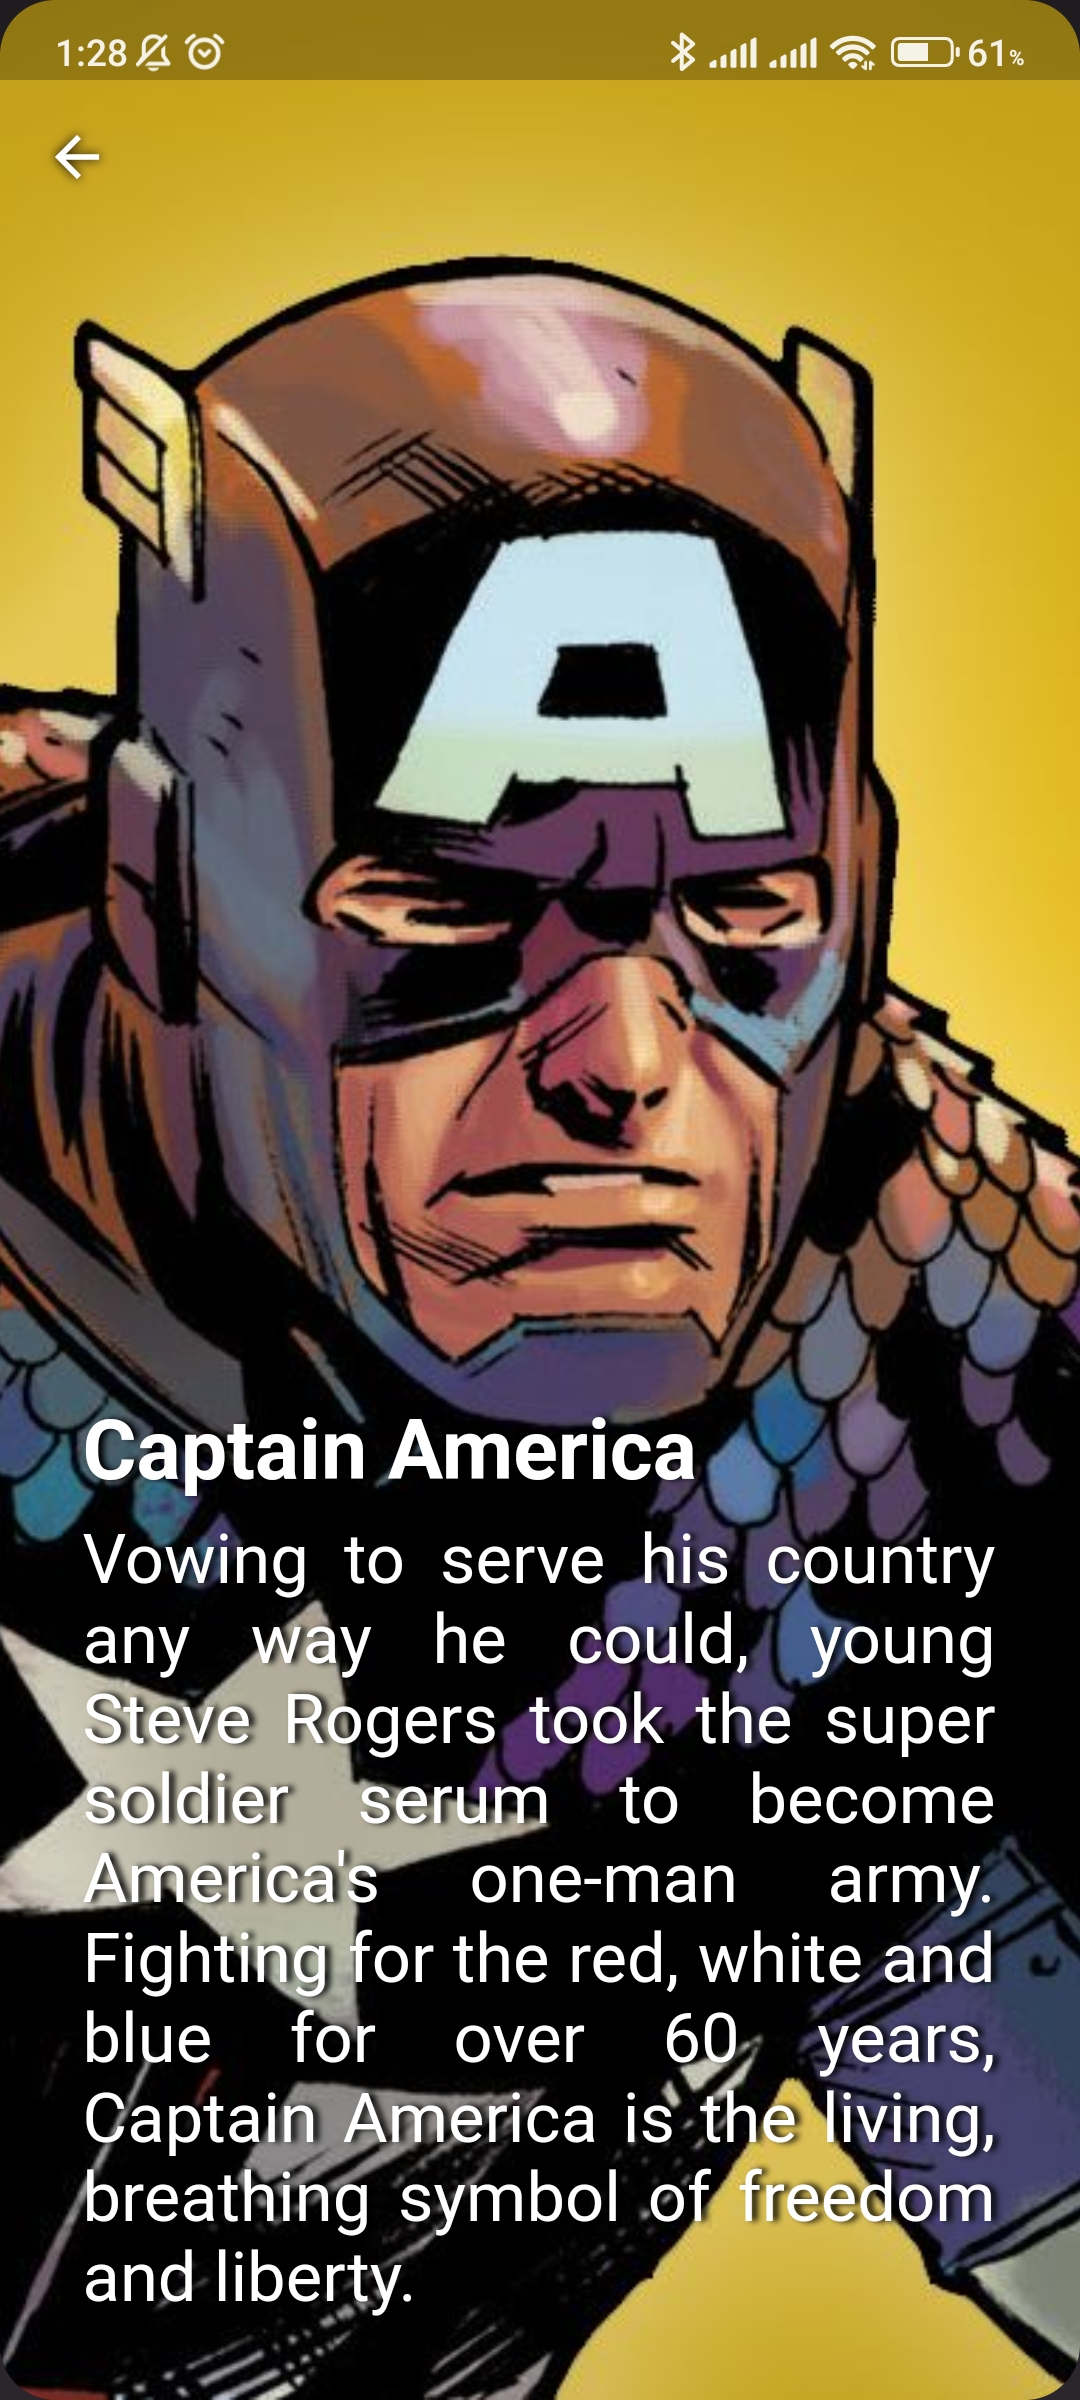 1:28 61%
A
Captain America
Vowing to serve his country
any way he could, young
Steve Rogers took the super
soldier serum to become
America's one-man army.
Fighting for the red, white and
blue for over 60 years,
Captain America is the living,
breathing symbol of freedom
and liberty.